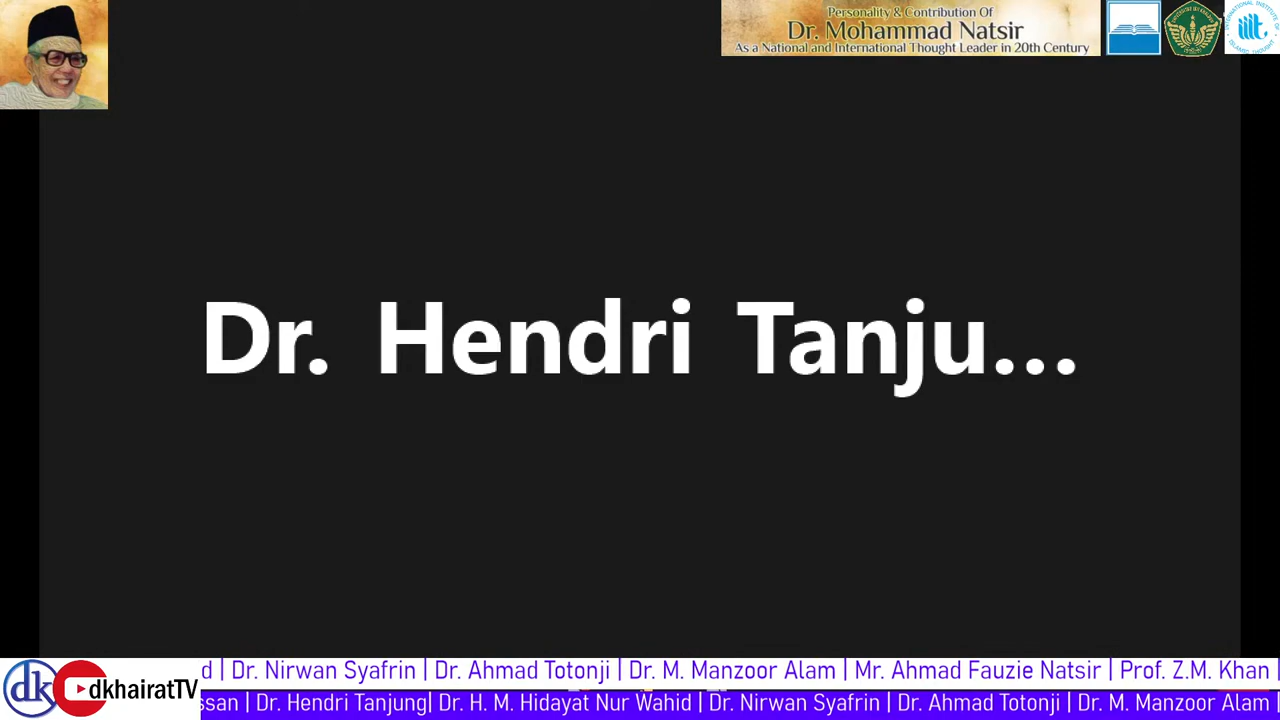 Personality & Contribution Of
Dr. Mohammad Natsir
As a National and International Thought Leader in 20th Century
Dr. Hendri Tanju...
d | Dr. Nirwan Syafrin | Dr. Ahmad Totonji | Dr. M. Manzoor Alam | Mr. Ahmad Fauzie Natsir | Prof. Z.M. Khan |
dk dkhairatTV
ssan | Dr. Hendri Tanjung| Dr. H. M. Hidayat Nur Wahid | Dr. Nirwan Syafrin | Dr. Ahmad Totonji | Dr. M. Manzoor Alam |